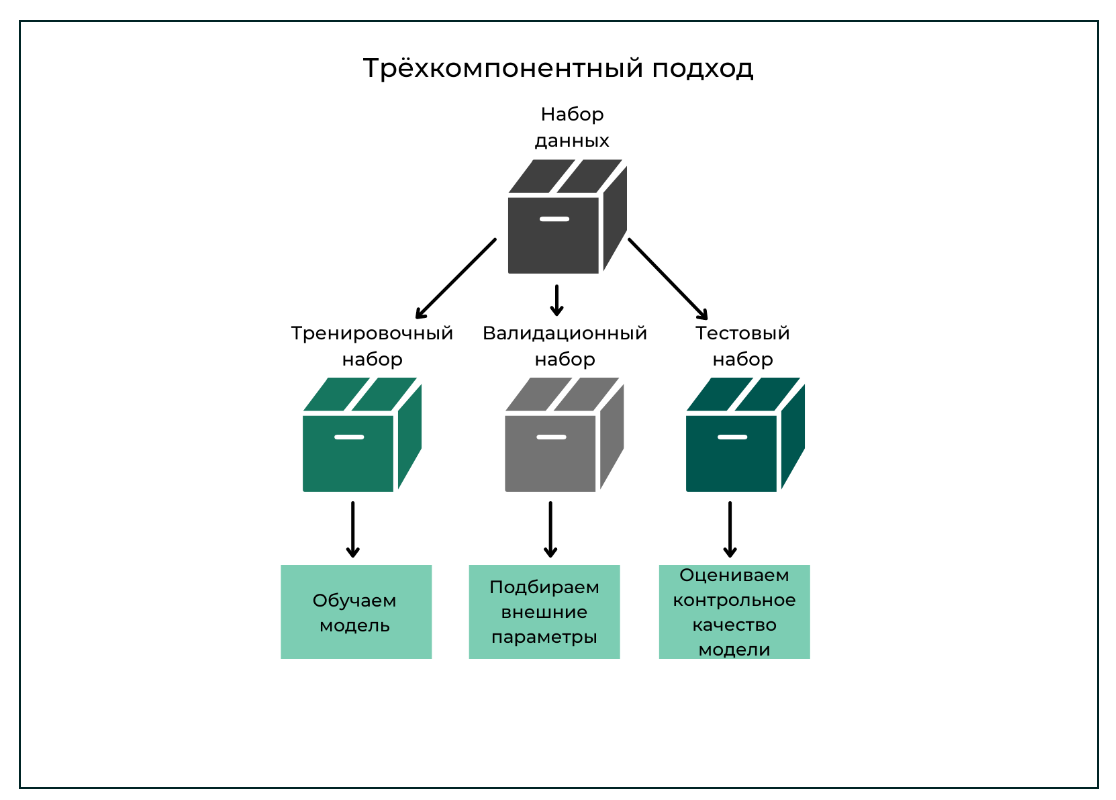 Трёхкомпонентный подход
Набор
данных
Тренировочный
набор
Валидационный
набор
Тестовый
набор
Обучаем
модель
Подбираем
внешние
параметры
Оцениваем
контрольное
качество
модели